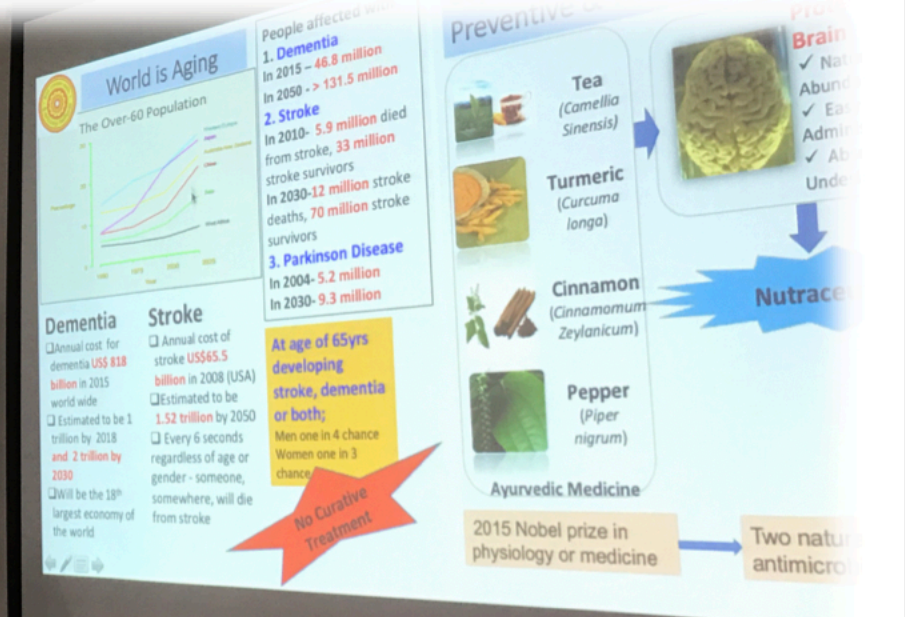 World is Aging
The Over-60 Population
People affected
1. Dementia
In 2015 – 46.8 million
In 2050 - > 131.5 million
2. Stroke
In 2010- 5.9 million died
from stroke, 33 million
stroke survivors
In 2030-12 million stroke
deaths, 70 million stroke
survivors
3. Parkinson Disease
In 2004- 5.2 million
In 2030- 9.3 million
Dementia
❑Annual cost for
dementia US$ 818
billion in 2015
world wide
❑ Estimated to be 1
trillion by 2018
and 2 trillion by
2030
❑Will be the 18th
largest economy of
the world
Stroke
❑ Annual cost of
stroke US$65.5
billion in 2008 (USA)
❑Estimated to be
1.52 trillion by 2050
❑ Every 6 seconds
regardless of age or
gender - someone,
somewhere, will die
from stroke
At age of 65yrs
developing
stroke, dementia
or both;
Men one in 4 chance
Women one in 3
chance
No Curative
Treatment
Preventive
Tea
(Camellia
Sinensis)
Turmeric
(Curcuma
longa)
Cinnamon
(Cinnamomum
Zeylanicum)
Pepper
(Piper
nigrum)
Ayurvedic Medicine
Brain
✓ Nat
Abund
✓ Eas
Admi
✓ Ab
Unde
Nutrace
2015 Nobel prize in
physiology or medicine
Two natu
antimicro